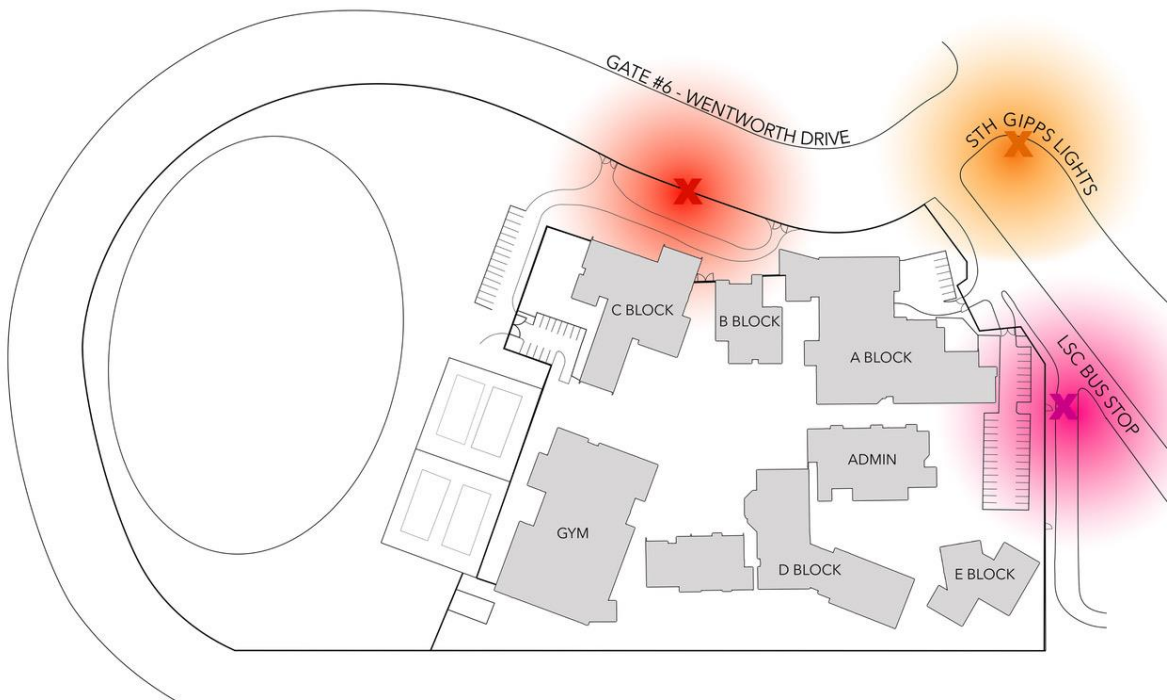 GATE #6 - WENTWORTH DRIVE
STH GIPPS LIGHTS
X
X
C BLOCK
B BLOCK
A BLOCK
LSC BUS STOP
X
ADMIN
GYM
D BLOCK
E BLOCK